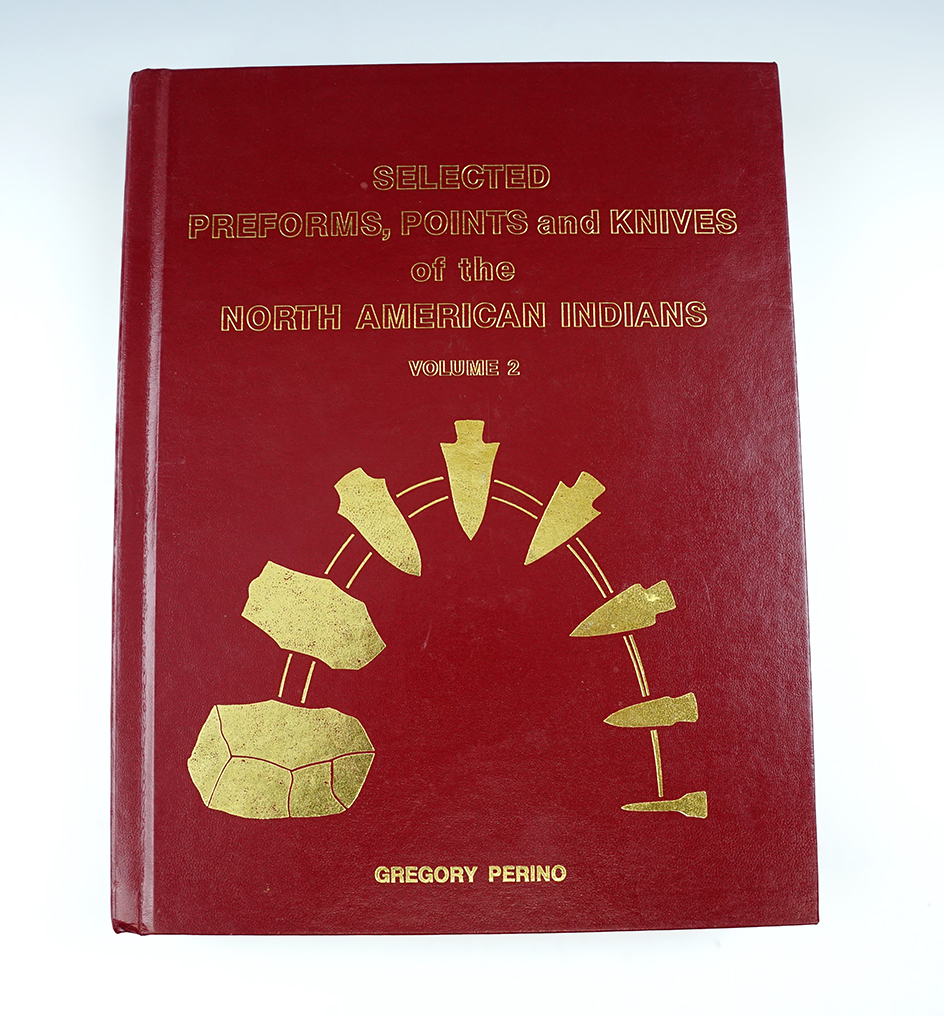 SELECTED
PREFORMS, POINTS and KNIVES
of the
NORTH AMERICAN INDIANS
VOLUME 2
GREGORY PERINO